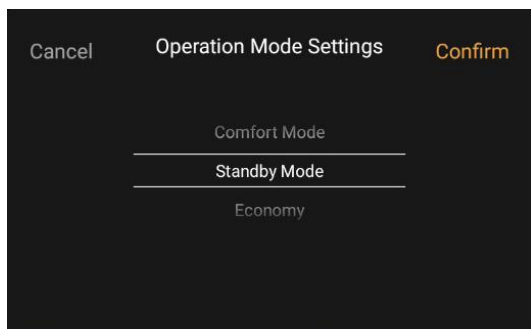 Cancel
Operation Mode Settings
Confirm
Comfort Mode
Standby Mode
Economy